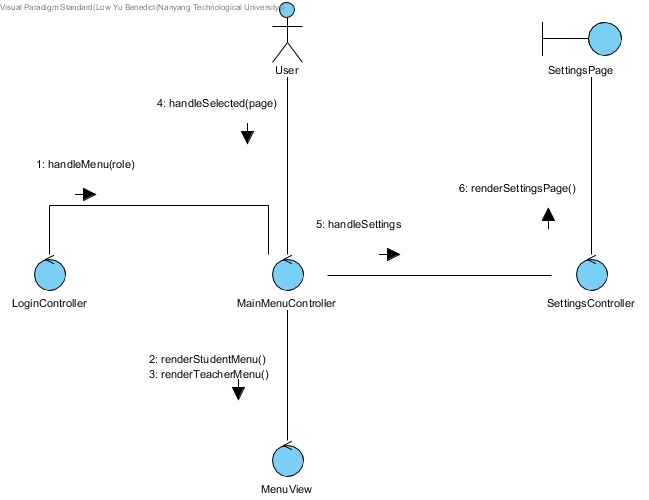 Visual Paradigm Standard(Low Yu Benedict(Nanyang Technological University))
User
SettingsPage
4: handleSelected(page)
1: handleMenu(role)
6: renderSettingsPage()
5: handleSettings
LoginController
MainMenuController
SettingsController
2: renderStudentMenu()
3: renderTeacherMenu()
MenuView